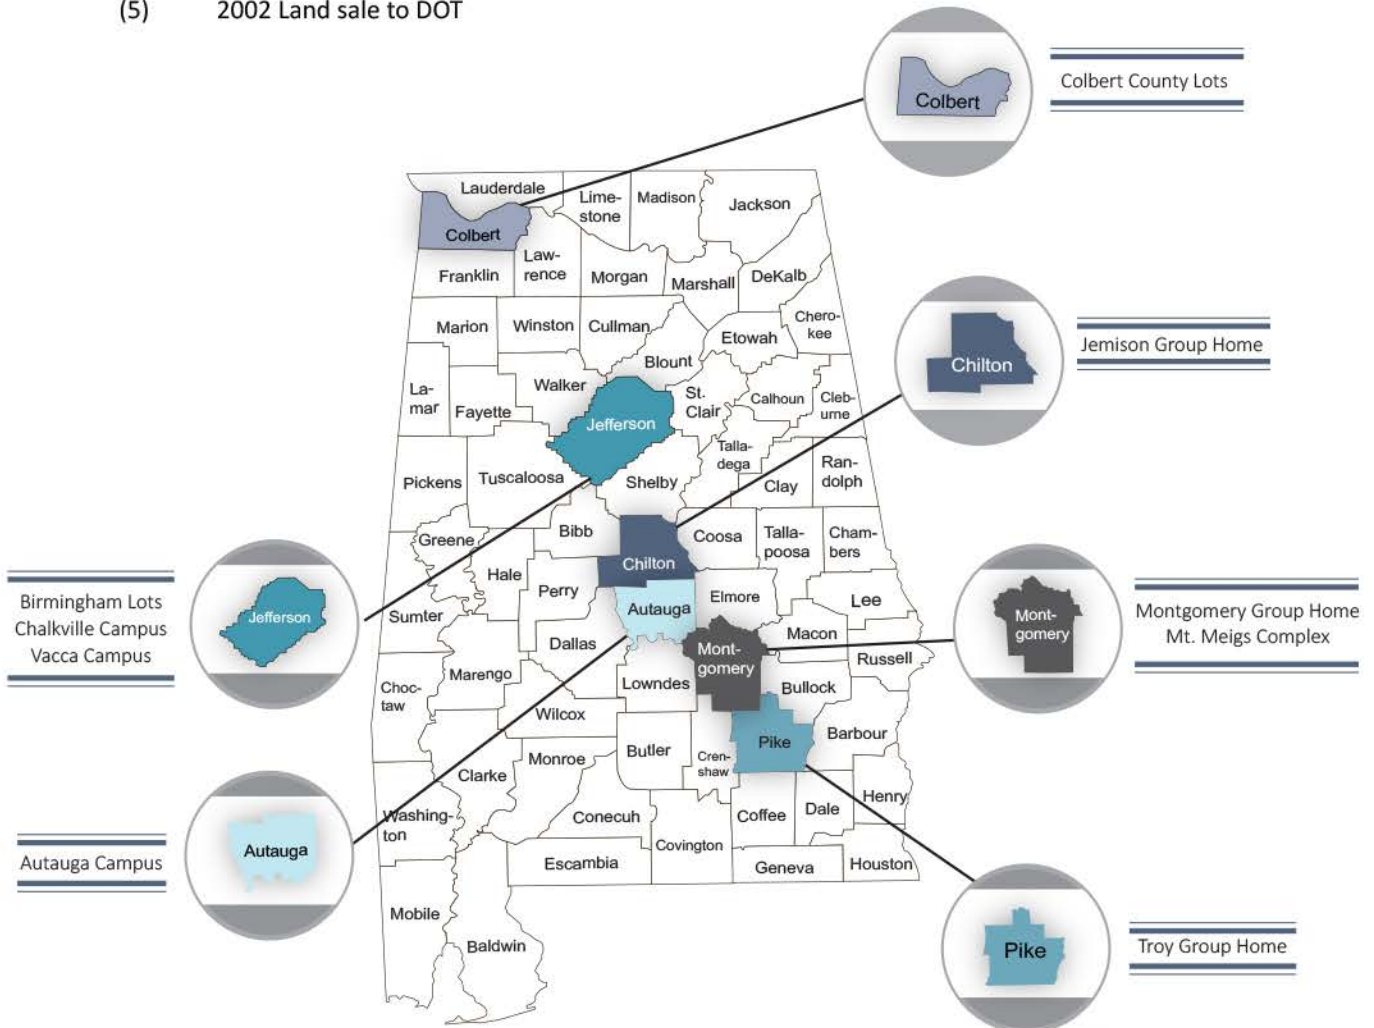 (5) 2002 Land sale to DOT
Colbert
Colbert County Lots
Lauderdale
Lime-
stone
Madison
Jackson
Colbert
Law-
rence
Franklin
Morgan
Marshall
DeKalb
Marion
Winston
Cullman
Etowah
Chero-
kee
Chilton
Jemison Group Home
Blount
La-
mar
Walker
Fayette
St.
Clair
Calhoun
Cleb-
urne
Jefferson
Talla-
dega
Pickens
Tuscaloosa
Shelby
Clay
Ran-
dolph
Greene
Bibb
Coosa
Talla-
poosa
Cham-
bers
Chilton
Hale
Perry
Autauga
Elmore
Lee
Sumter
Dallas
Macon
Mont-
gomery
Russell
Birmingham Lots
Chalkville Campus
Vacca Campus
Jefferson
Mont-
gomery
Montgomery Group Home
Mt. Meigs Complex
Choc-
taw
Marengo
Lowndes
Bullock
Wilcox
Pike
Barbour
Butler
Cren-
shaw
Monroe
Clarke
Washing-
ton
Conecuh
Coffee
Dale
Henry
Covington
Escambia
Geneva
Houston
Autauga Campus
Autauga
Mobile
Baldwin
Pike
Troy Group Home